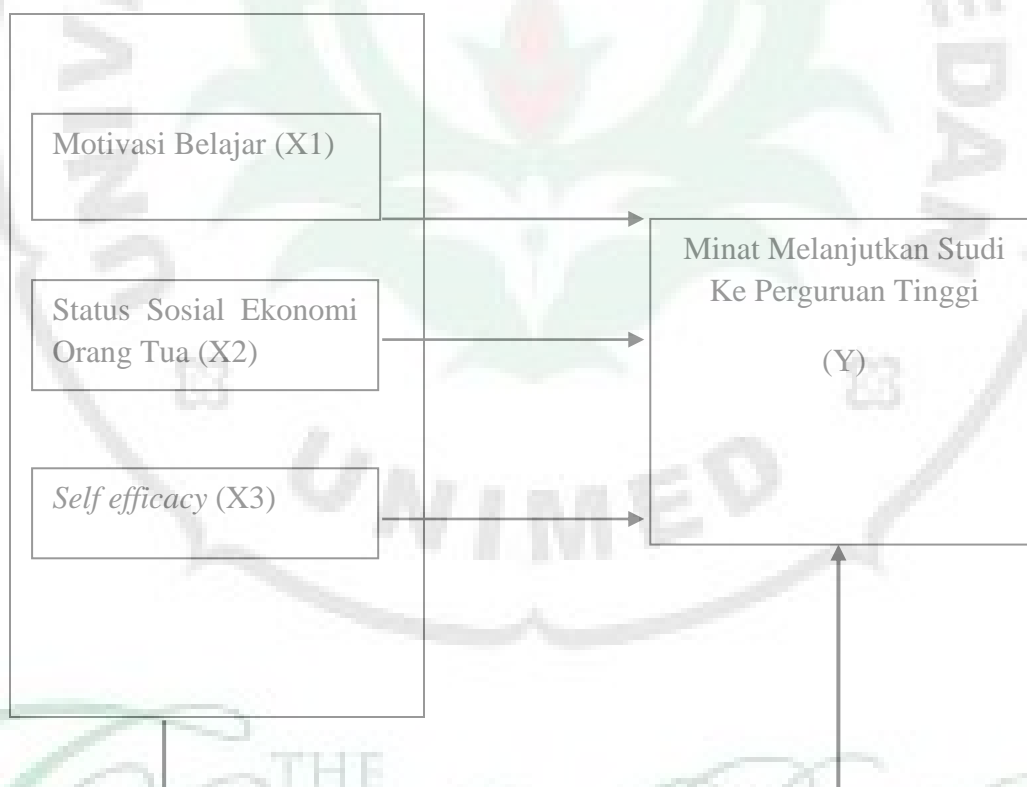 Motivasi Belajar (X1)
Status Sosial Ekonomi
Orang Tua (X2)
Self efficacy (X3)
Minat Melanjutkan Studi
Ke Perguruan Tinggi
(Y)
UNIMED
THE